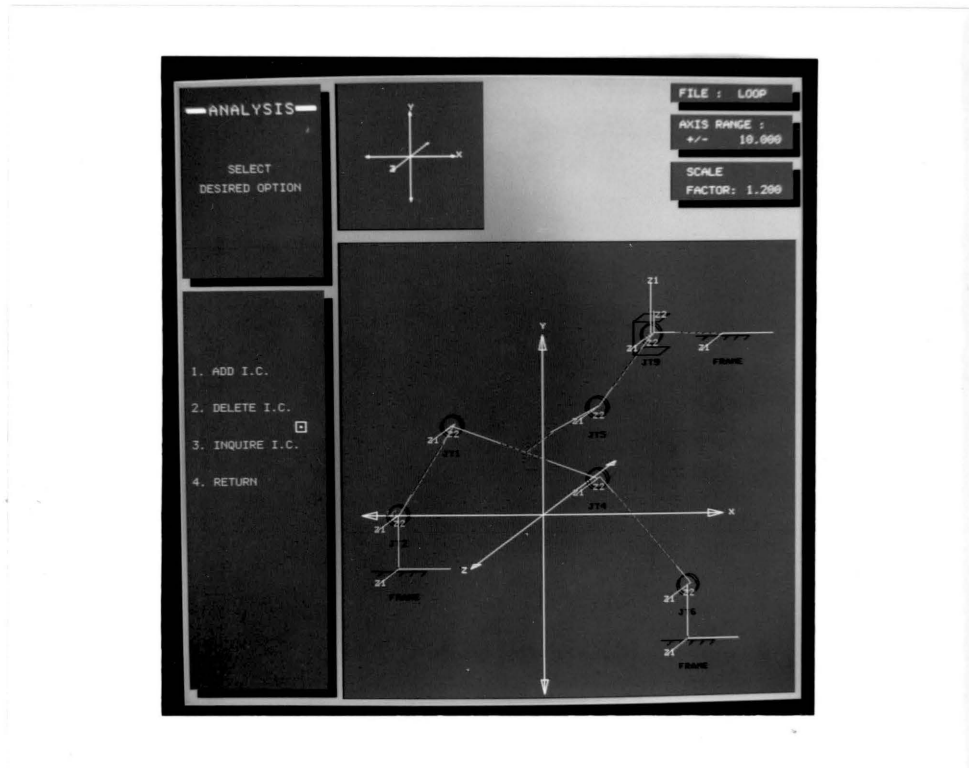 ANALYSIS
SELECT
DESIRED OPTION
1. ADD I.C.
2. DELETE I.C.
3. INQUIRE I.C.
4. RETURN
Y
X
Z
FILE : LOOP
AXIS RANGE :
+/- 10.000
SCALE
FACTOR: 1.200
Z1
Z2
Z1 Z2
JT9
Z1
FRAME
Y
Z1 Z2
JT5
Z1 Z2
JT1
Z1 Z2
JT4
X
Z1 Z2
JT2
Z
Z1
FRAME
Z1 Z2
JT6
Z1
FRAME